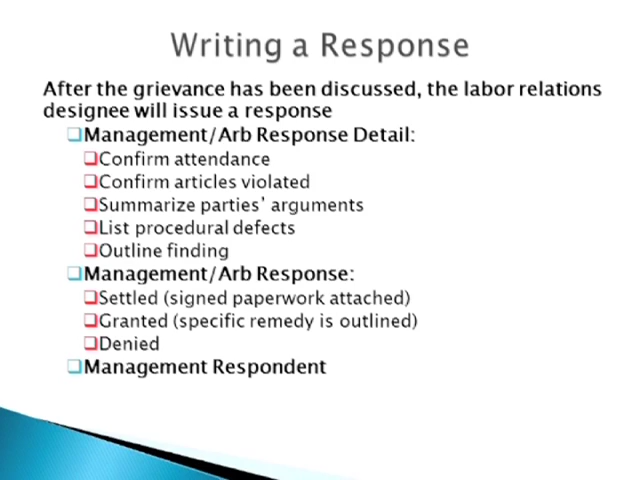 Writing a Response
After the grievance has been discussed, the labor relations
designee will issue a response
Management/Arb Response Detail:
Confirm attendance
Confirm articles violated
Summarize parties’ arguments
List procedural defects
Outline finding
Management/Arb Response:
Settled (signed paperwork attached)
Granted (specific remedy is outlined)
Denied
Management Respondent